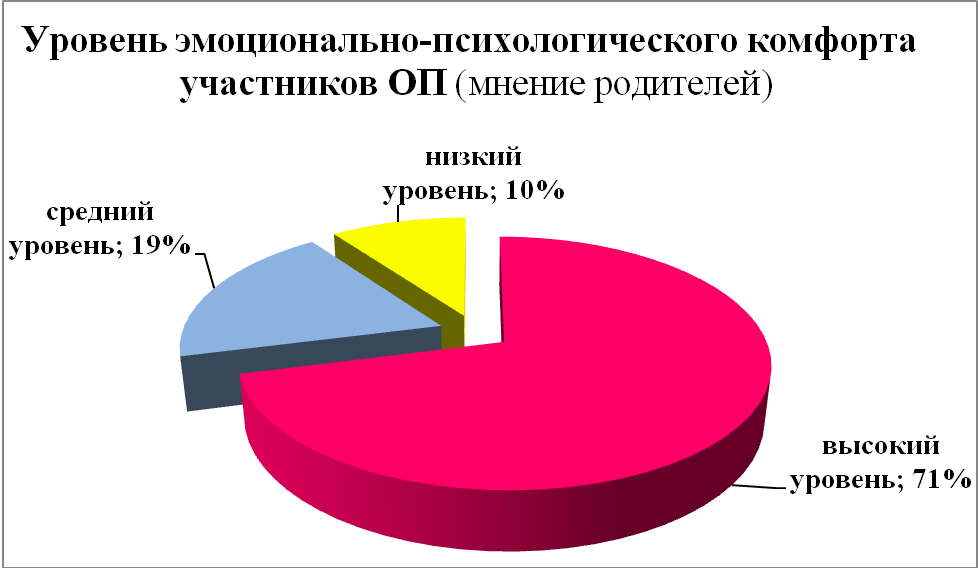 Уровень эмоционально-психологического комфорта
участников ОП (мнение родителей)
низкий
уровень; 10%
средний
уровень; 19%
высокий
уровень; 71%